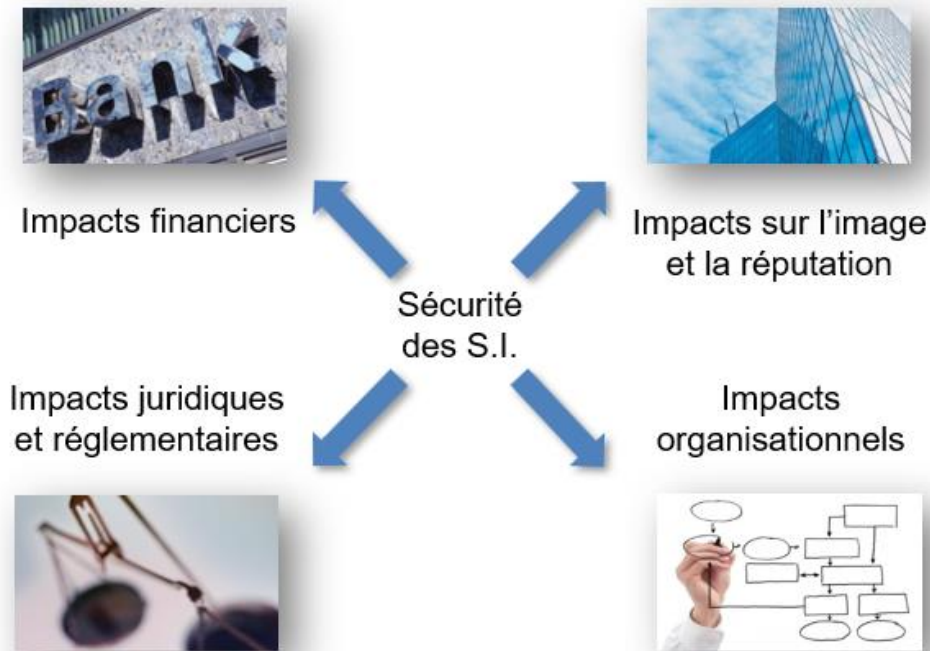 Bank
Impacts financiers
Impacts sur l’image
et la réputation
Sécurité
des S.I.
Impacts juridiques
et réglementaires
Impacts
organisationnels